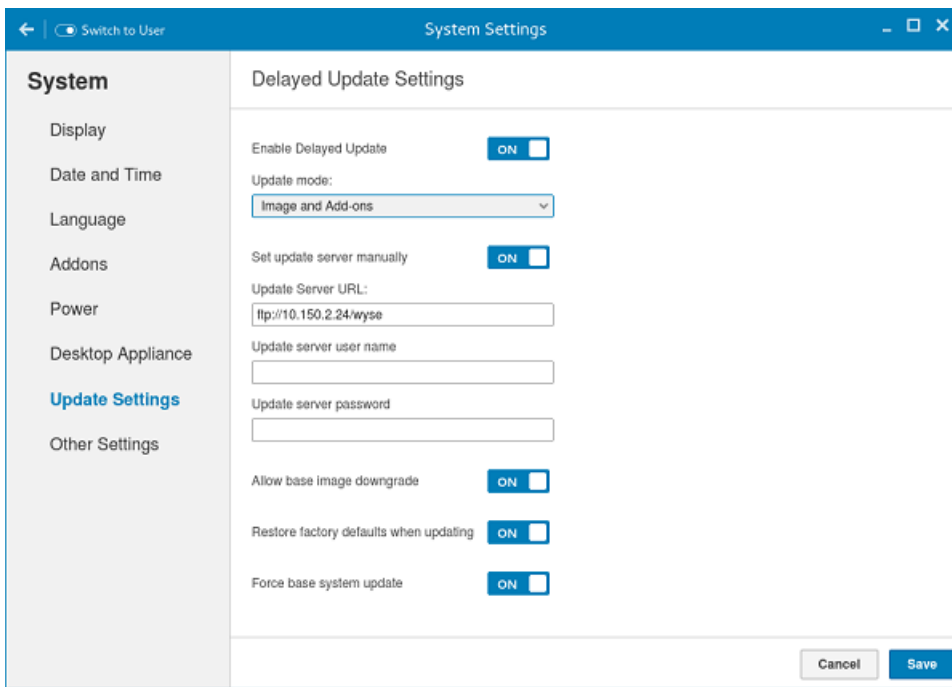 Switch to User
System Settings
System
Display
Date and Time
Language
Addons
Power
Desktop Appliance
Update Settings
Other Settings
Delayed Update Settings
Enable Delayed Update
ON
Update mode:
Image and Add-ons
Set update server manually
ON
Update Server URL:
ftp://10.150.2.24/wyse
Update server user name
Update server password
Allow base image downgrade
ON
Restore factory defaults when updating
ON
Force base system update
ON
Cancel
Save